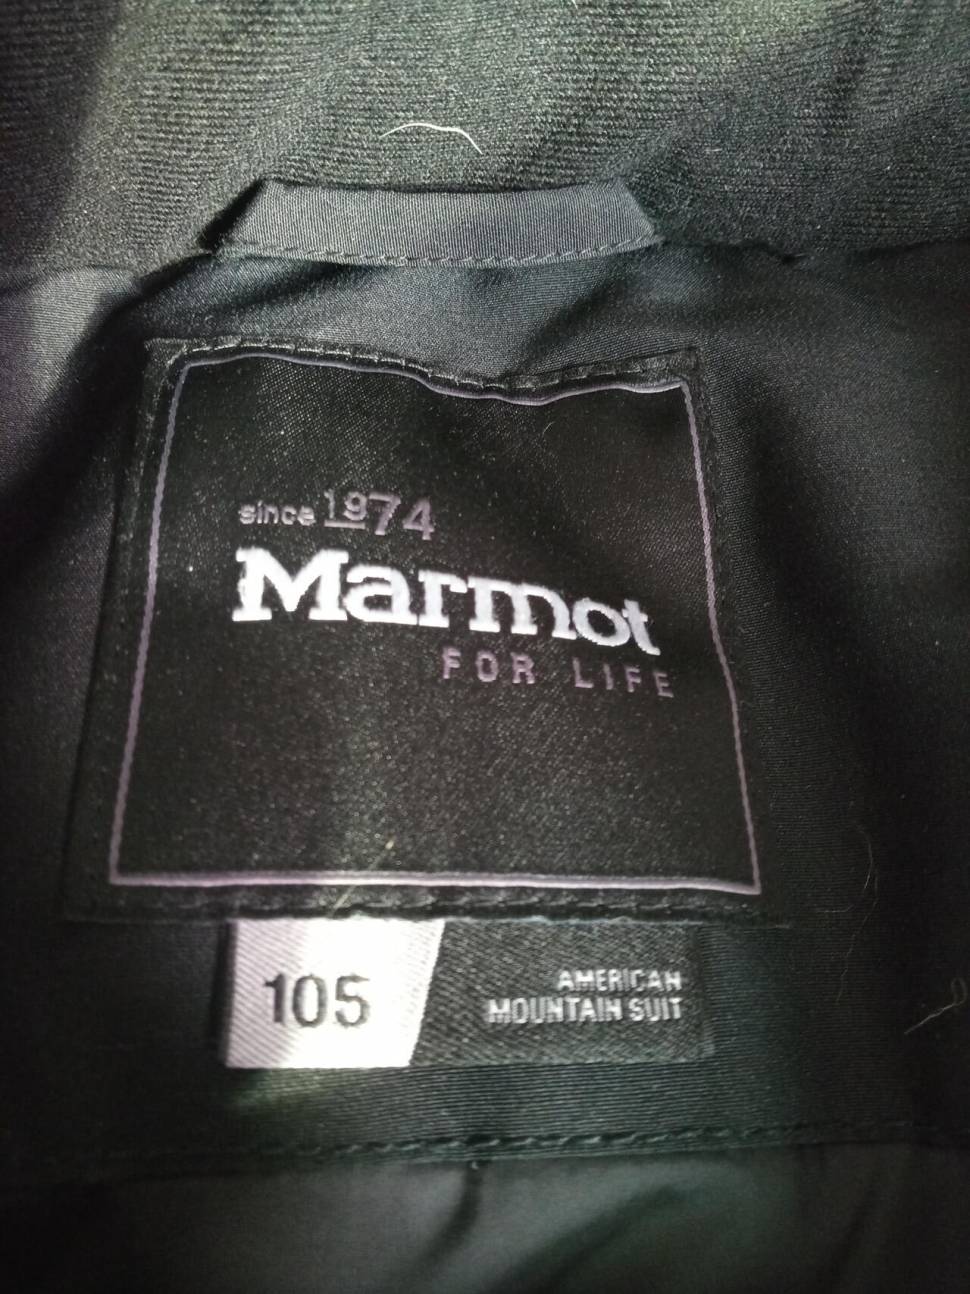 since 1974
Marmot
FOR LIFE
105
AMERICAN
MOUNTAIN SUIT